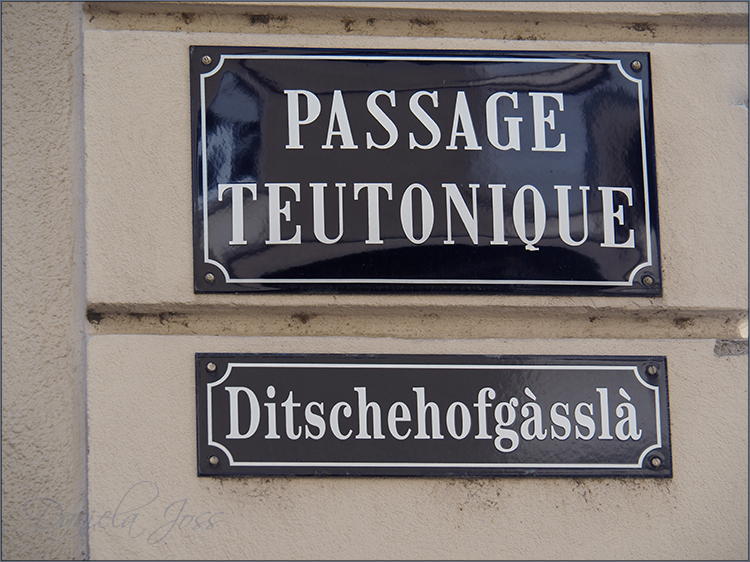 PASSAGE
TEUTONIQUE
Ditschehofgàsslà
Daniela Joss